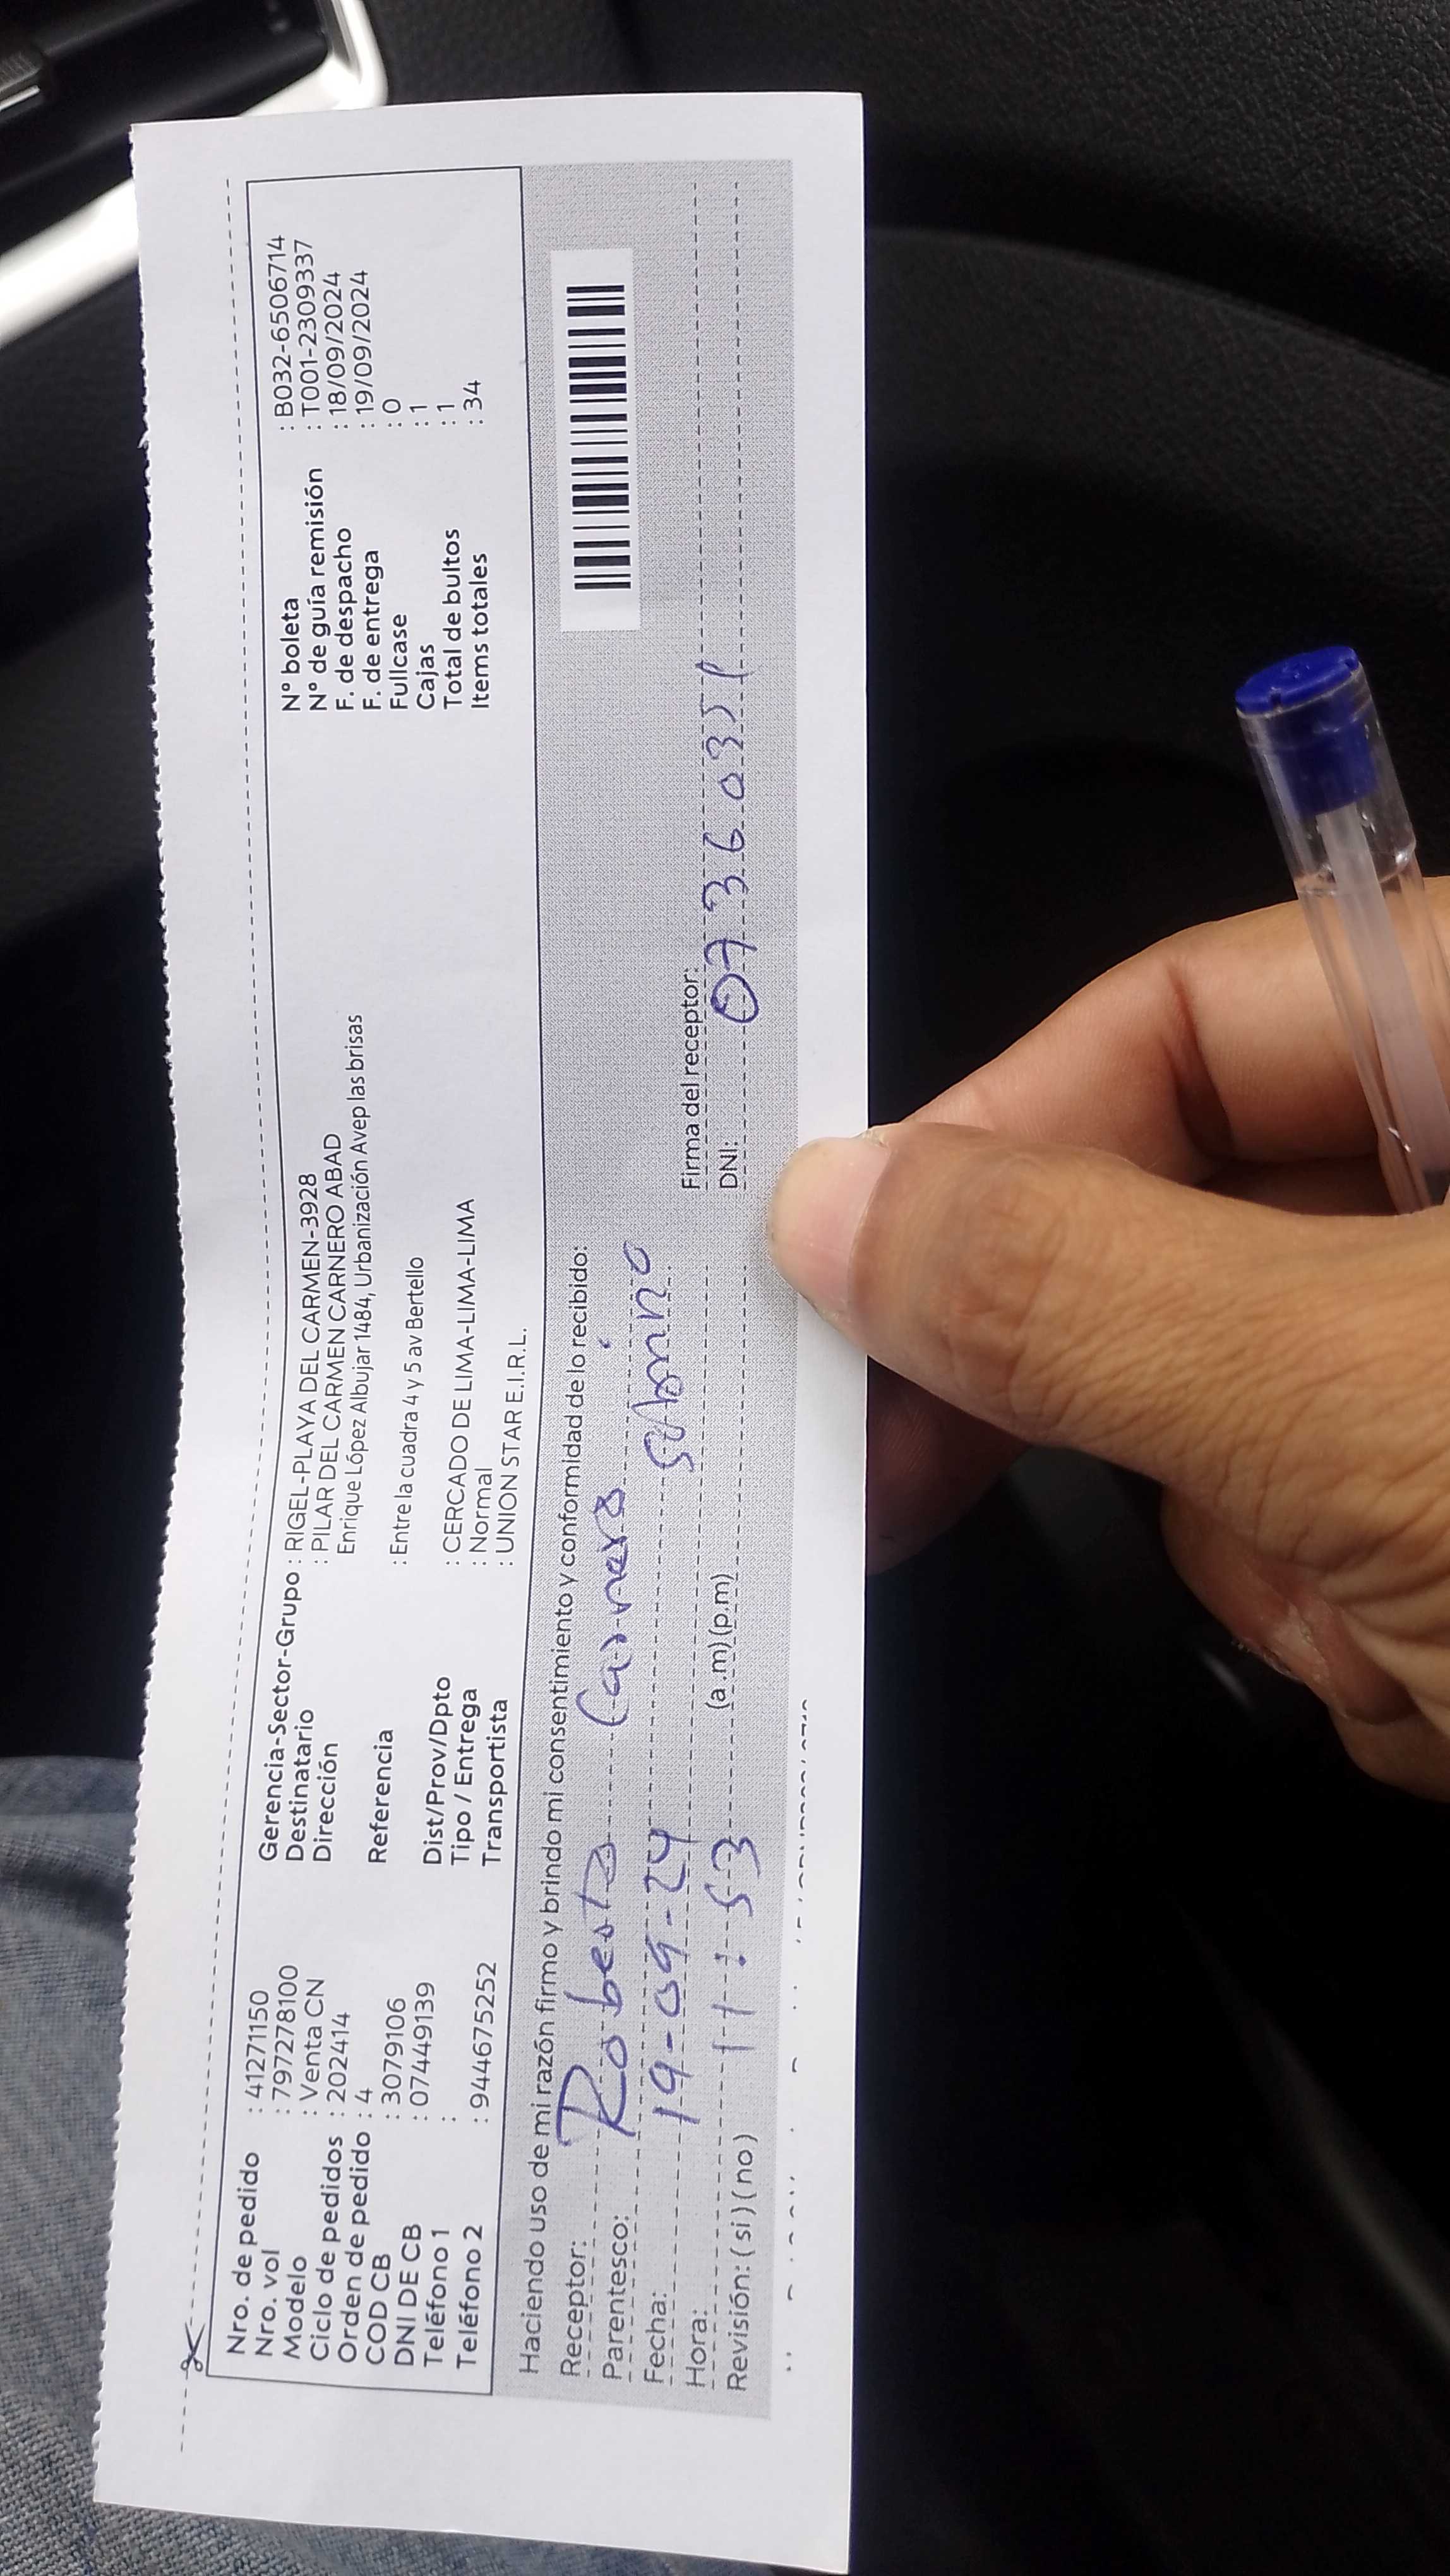 Nro. de pedido : 41271150
Nro. vol : 797278100
Modelo : Venta CN
Ciclo de pedidos : 202414
Orden de pedido : 4
COD CB : 3079106
DNI DE CB : 07449139
Teléfono 1 :
Teléfono 2 : 944675252
Gerencia-Sector-Grupo : RIGEL-PLAYA DEL CARMEN-3928
Destinatario : PILAR DEL CARMEN CARNERO ABAD
Dirección Enrique López Albujar 1484, Urbanización Avep las brisas
Referencia : Entre la cuadra 4 y 5 av Bertello
Dist/Prov/Dpto : CERCADO DE LIMA-LIMA-LIMA
Tipo / Entrega : Normal
Transportista : UNION STAR E.I.R.L.
N° boleta : B032-6506714
N° de guía remisión : T001-2309337
F. de despacho : 18/09/2024
F. de entrega : 19/09/2024
Fullcase : 0
Cajas : 1
Total de bultos : 1
Items totales : 34
Haciendo uso de mi razón firmo y brindo mi consentimiento y conformidad de lo recibido:
Receptor: Roberto Carnero
Parentesco:
Fecha: 19-09-24
Hora: 11:53 (a.m) (p.m)
Revisión: ( si ) ( no )
Firma del receptor:
DNI: